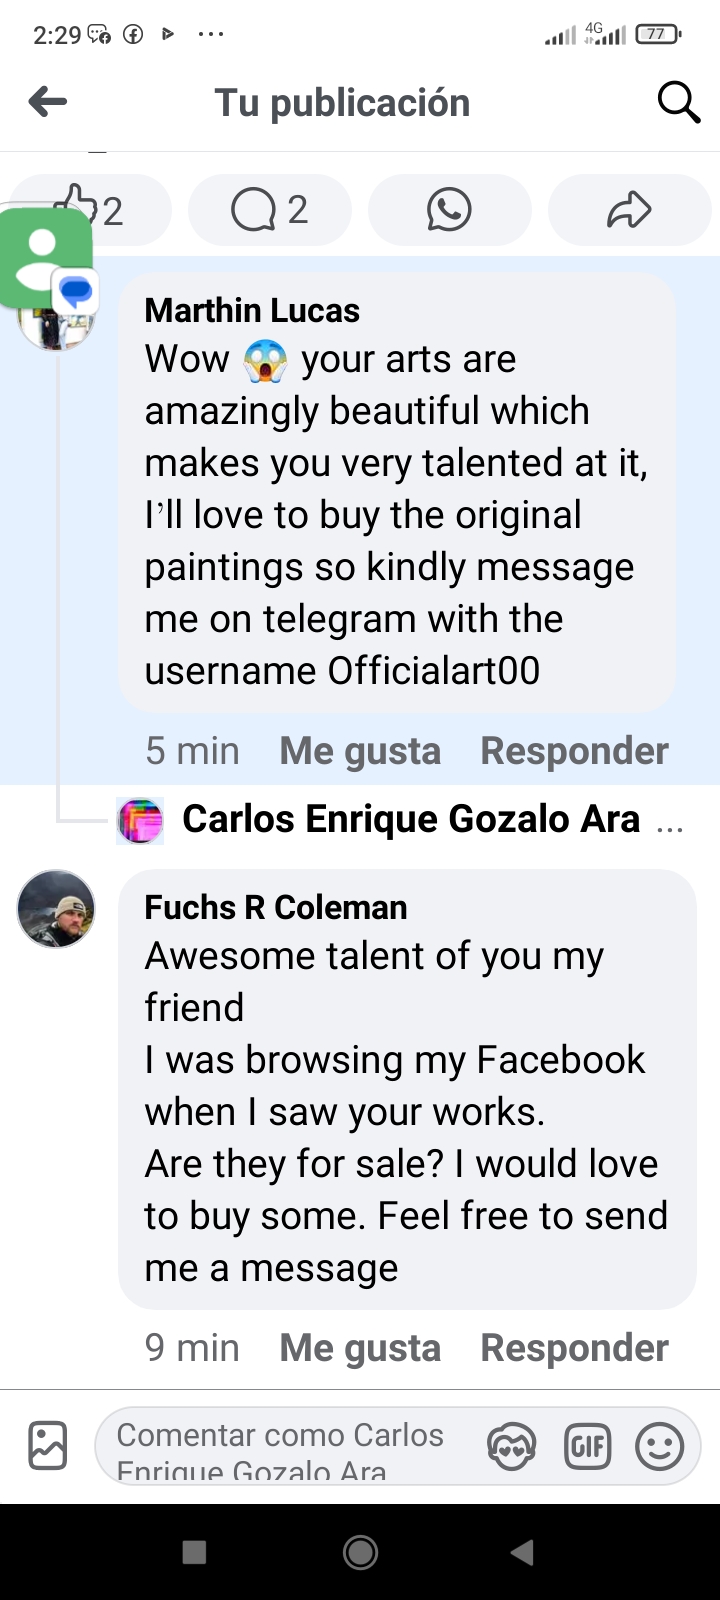 2:29
4G
77
Tu publicación
2
2
Marthin Lucas
Wow 😱 your arts are
amazingly beautiful which
makes you very talented at it,
I’ll love to buy the original
paintings so kindly message
me on telegram with the
username Officialart00
5 min Me gusta Responder
Carlos Enrique Gozalo Ara ...
Fuchs R Coleman
Awesome talent of you my
friend
I was browsing my Facebook
when I saw your works.
Are they for sale? I would love
to buy some. Feel free to send
me a message
9 min Me gusta Responder
Comentar como Carlos
Enrique Gozalo Ara
GIF